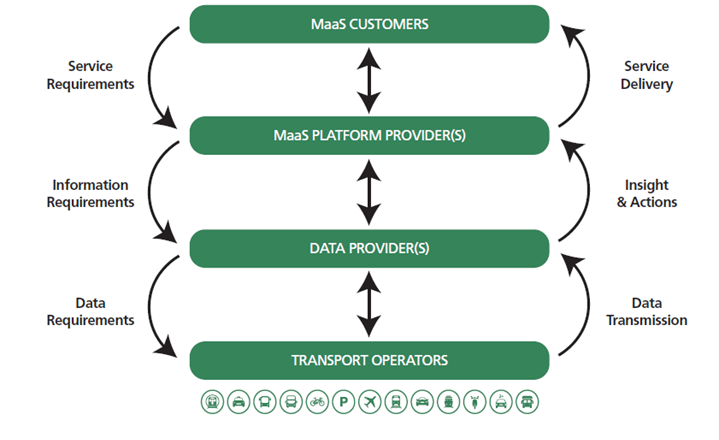 MaaS CUSTOMERS
Service
Requirements
Service
Delivery
MaaS PLATFORM PROVIDER(S)
Information
Requirements
Insight
& Actions
DATA PROVIDER(S)
Data
Requirements
Data
Transmission
TRANSPORT OPERATORS
P